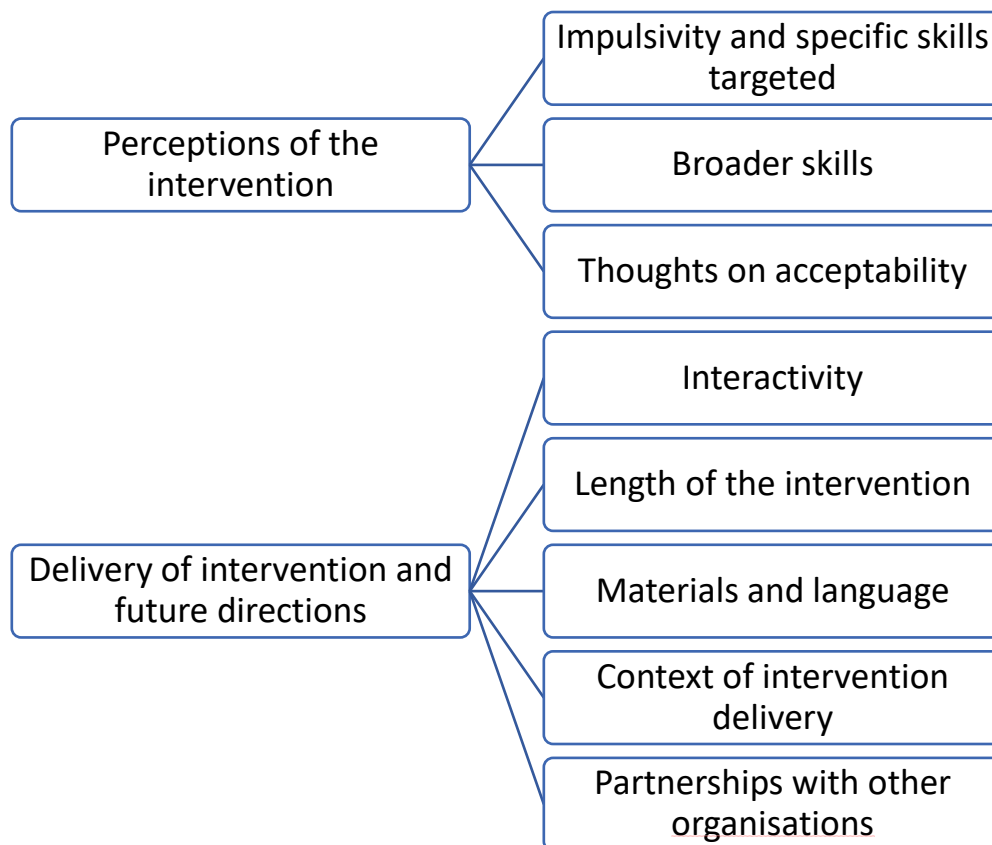 Perceptions of the
intervention
Impulsivity and specific skills
targeted
Broader skills
Thoughts on acceptability
Delivery of intervention and
future directions
Interactivity
Length of the intervention
Materials and language
Context of intervention
delivery
Partnerships with other
organisations